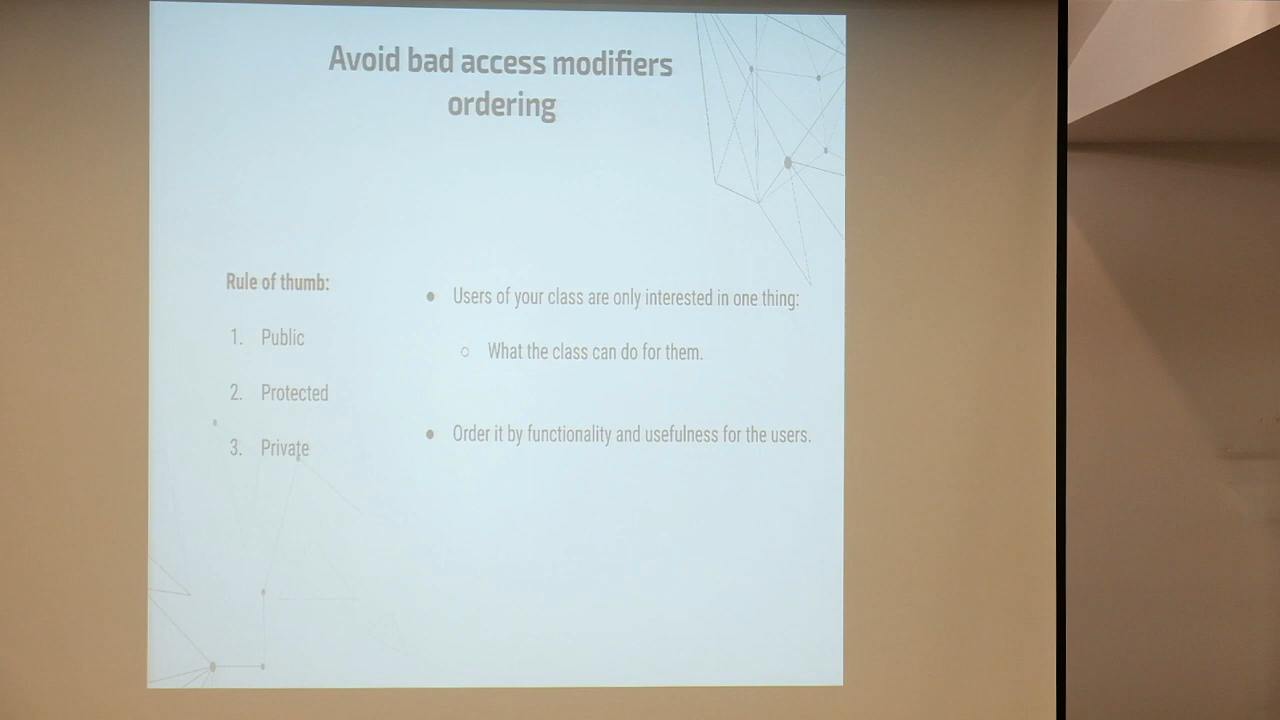 Avoid bad access modifiers
ordering
Rule of thumb:
1. Public
2. Protected
3. Private
● Users of your class are only interested in one thing:
○ What the class can do for them.
● Order it by functionality and usefulness for the users.